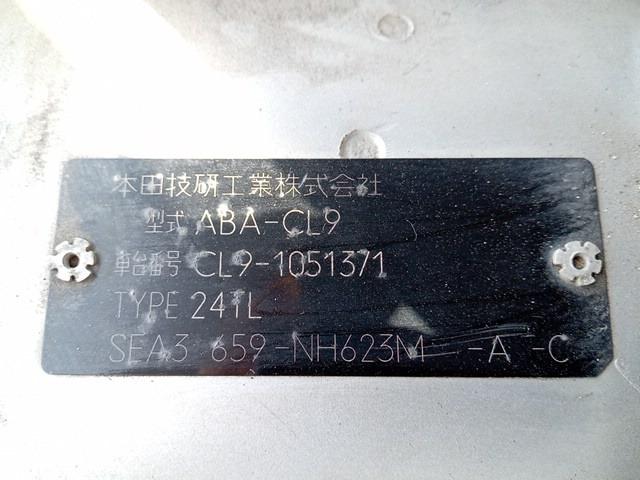 本田技研工業株式会社
型式 ABA-CL9
車台番号 CL9-1051371
TYPE 24TL
SEA3 659-NH623M -A -C